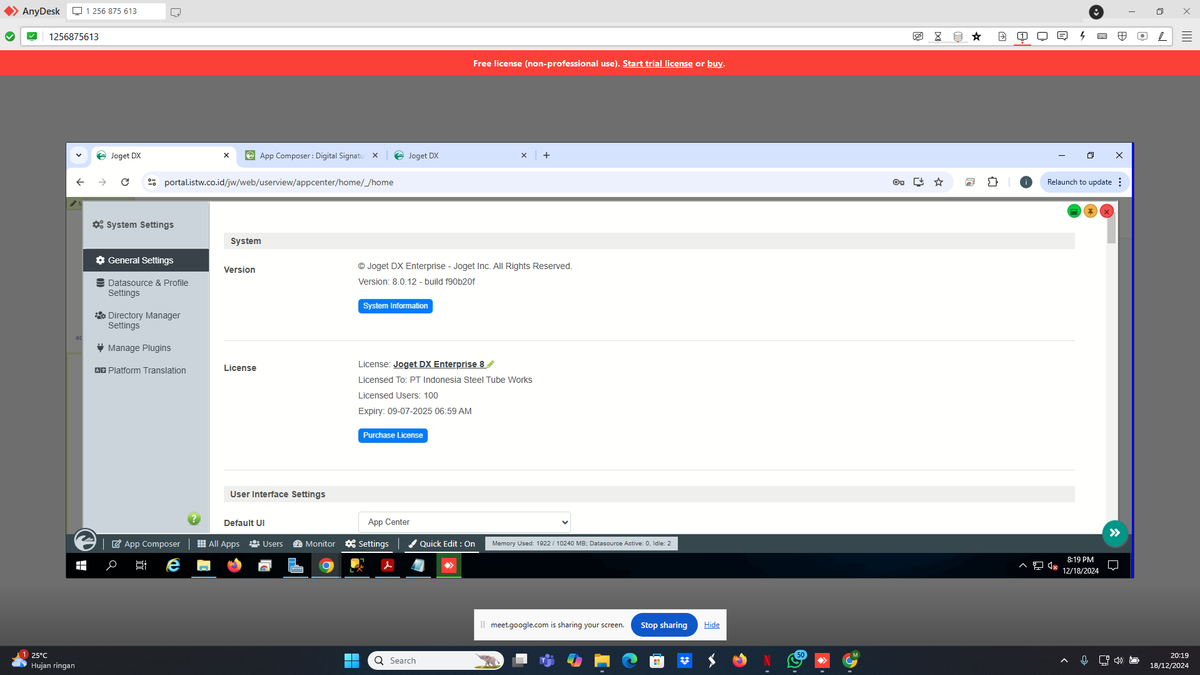 AnyDesk
1 256 875 613
1256875613
Free license (non-professional use). Start trial license or buy.
Joget DX
App Composer : Digital Signatu
Joget DX
portal.istw.co.id/jw/web/userview/appcenter/home/_/home
Relaunch to update
System Settings
General Settings
Datasource & Profile
Settings
Directory Manager
Settings
Manage Plugins
Platform Translation
System
Version
© Joget DX Enterprise - Joget Inc. All Rights Reserved.
Version: 8.0.12 - build f90b20f
System Information
License
License: Joget DX Enterprise 8
Licensed To: PT Indonesia Steel Tube Works
Licensed Users: 100
Expiry: 09-07-2025 06:59 AM
Purchase License
User Interface Settings
Default UI
App Center
App Composer
All Apps
Users
Monitor
Settings
Quick Edit : On
Memory Used: 1922 / 10240 MB; Datasource Active: 0, Idle: 2
8:19 PM
12/18/2024
meet.google.com is sharing your screen.
Stop sharing
Hide
1
25°C
Hujan ringan
Search
50
M
20:19
18/12/2024